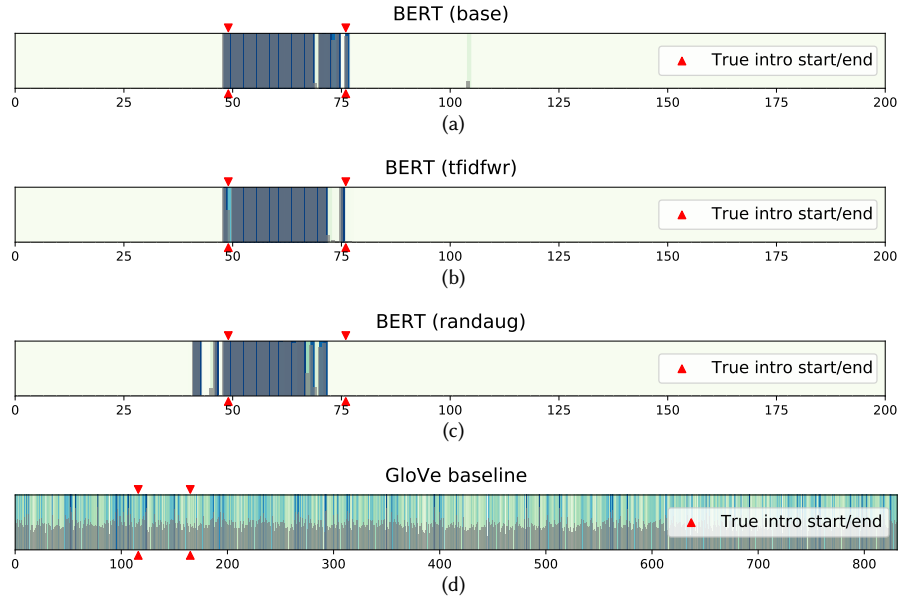 BERT (base)
True intro start/end
0 25 50 75 100 125 150 175 200
(a)
BERT (tfidfwr)
True intro start/end
0 25 50 75 100 125 150 175 200
(b)
BERT (randaug)
True intro start/end
0 25 50 75 100 125 150 175 200
(c)
GloVe baseline
True intro start/end
0 100 200 300 400 500 600 700 800
(d)